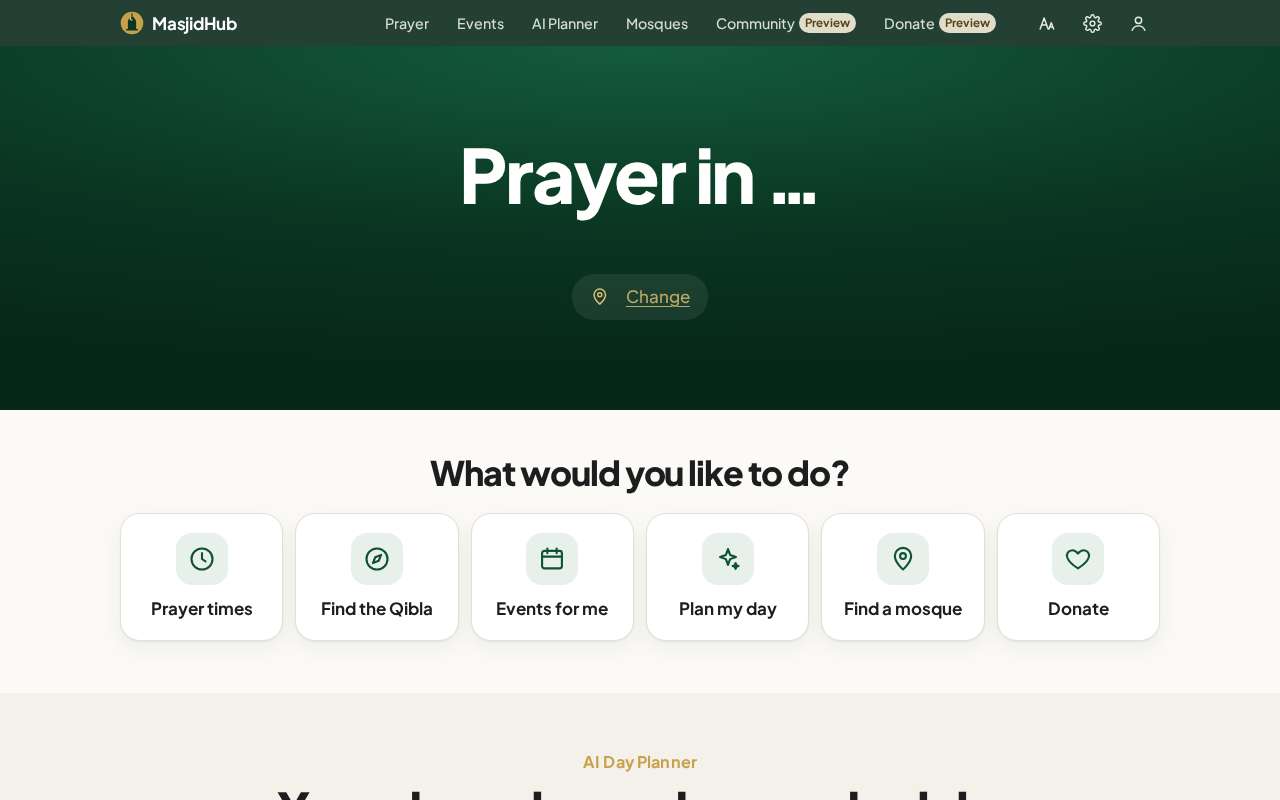 MasjidHub
Prayer Events AI Planner Mosques Community Preview Donate Preview
Prayer in ...
Change
What would you like to do?
Prayer times
Find the Qibla
Events for me
Plan my day
Find a mosque
Donate
AI Day Planner